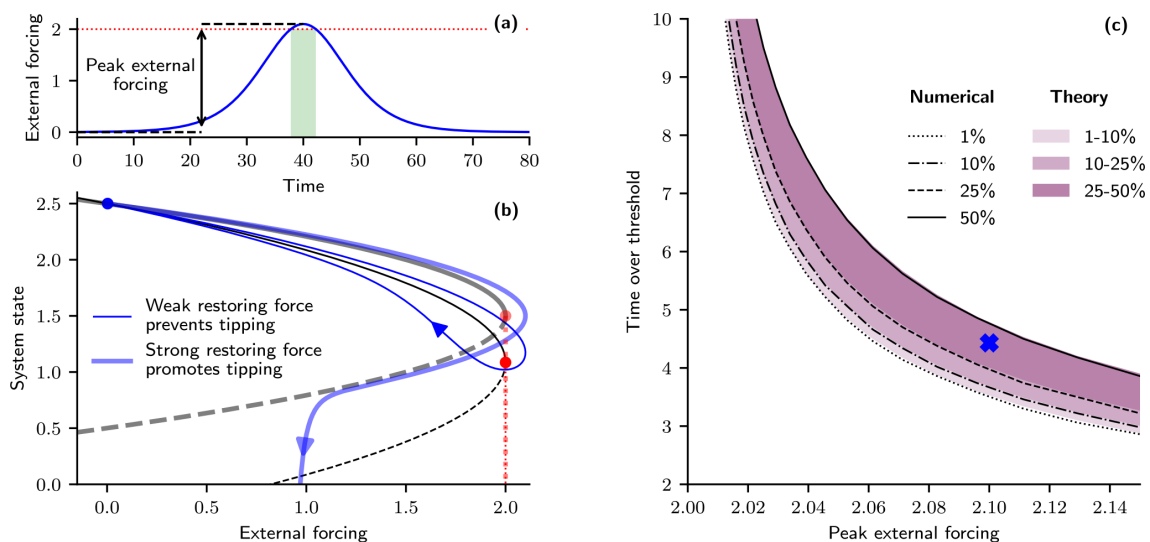 (a)
External forcing
2
1
0
Peak external
forcing
0 10 20 30 40 50 60 70 80
Time
(b)
System state
2.5
2.0
1.5
1.0
0.5
0.0
Weak restoring force
prevents tipping
Strong restoring force
promotes tipping
0.0 0.5 1.0 1.5 2.0
External forcing
(c)
Time over threshold
10
9
8
7
6
5
4
3
2
Numerical Theory
1% 1-10%
10% 10-25%
25% 25-50%
50%
2.00 2.02 2.04 2.06 2.08 2.10 2.12 2.14
Peak external forcing